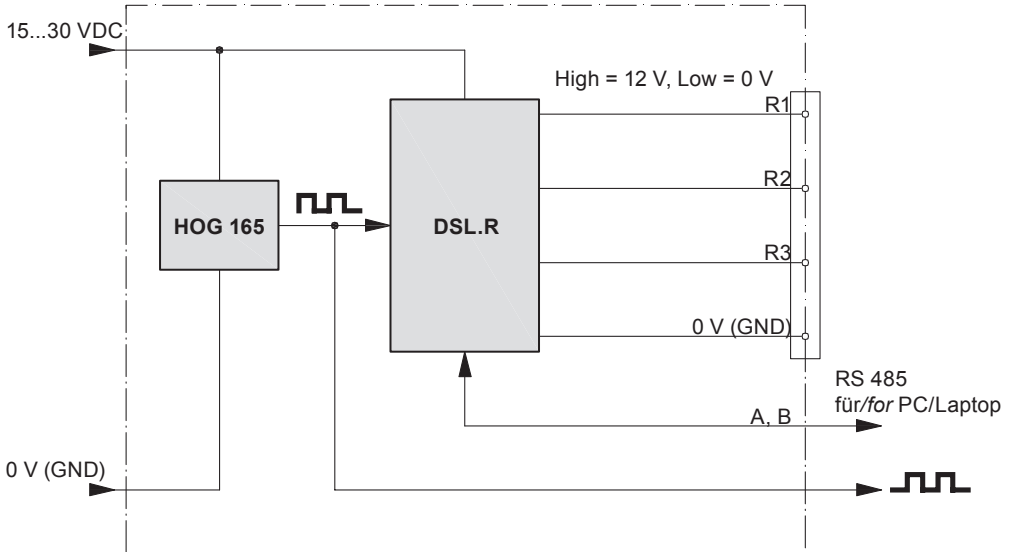 15...30 VDC
High = 12 V, Low = 0 V
R1
R2
HOG 165
DSL.R
R3
0 V (GND)
RS 485
für/for PC/Laptop
A, B
0 V (GND)